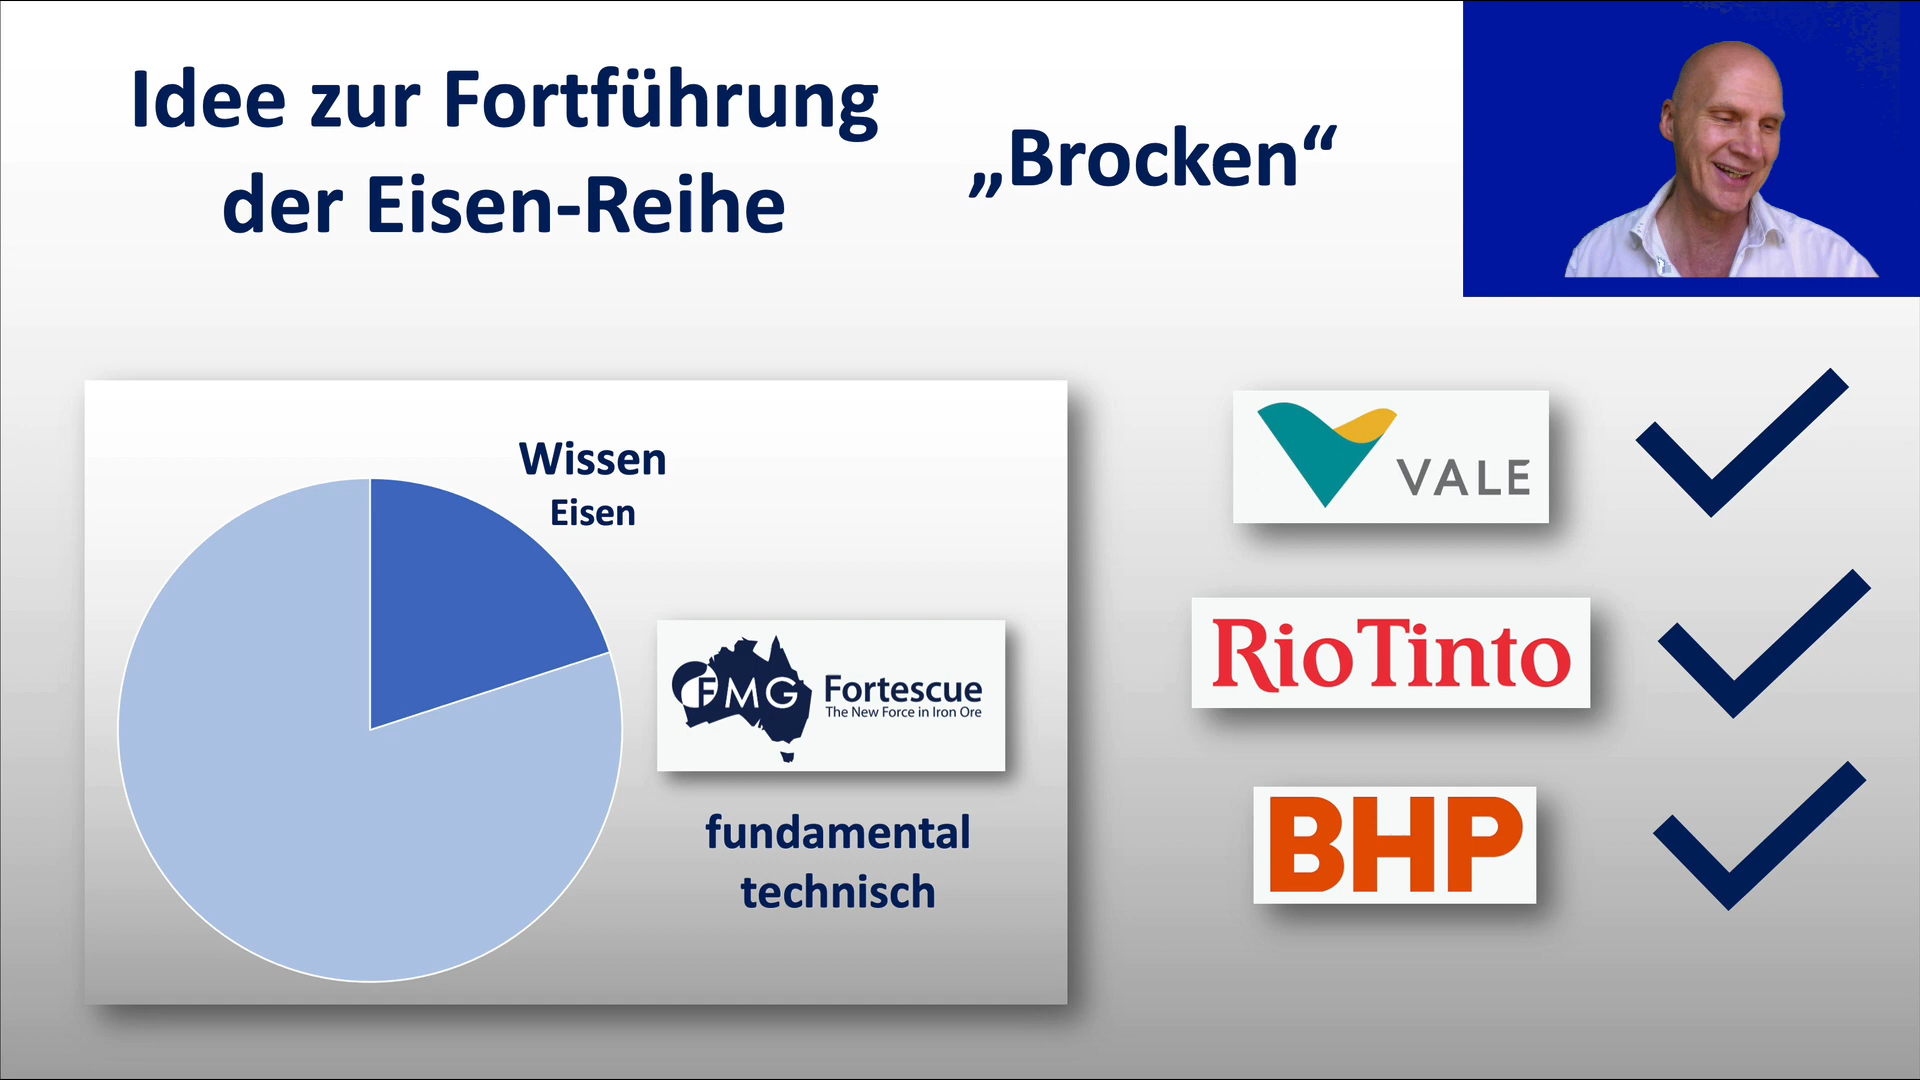 Idee zur Fortführung
der Eisen-Reihe
„Brocken“
Wissen
Eisen
FMG
Fortescue
The New Force in Iron Ore
fundamental
technisch
VALE
RioTinto
BHP